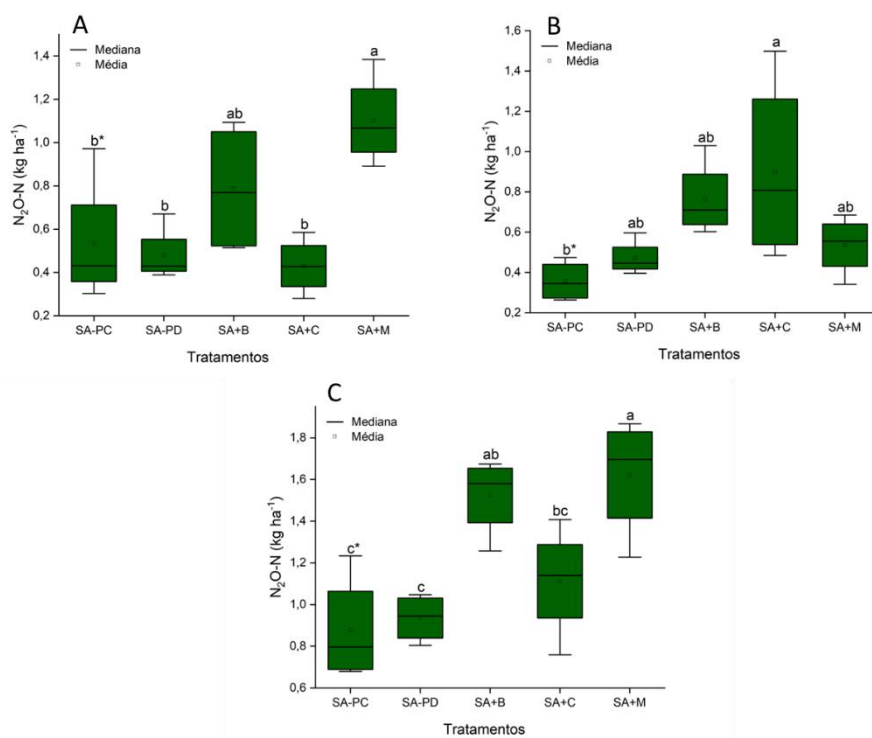 A
Mediana
Média
N₂O-N (kg ha⁻¹)
1,4
1,2
1,0
0,8
0,6
0,4
0,2
b*
b
ab
b
a
SA-PC SA-PD SA+B SA+C SA+M
Tratamentos
B
Mediana
Média
N₂O-N (kg ha⁻¹)
1,6
1,4
1,2
1,0
0,8
0,6
0,4
0,2
b*
ab
ab
a
ab
SA-PC SA-PD SA+B SA+C SA+M
Tratamentos
C
Mediana
Média
N₂O-N (kg ha⁻¹)
1,8
1,6
1,4
1,2
1,0
0,8
0,6
c*
c
ab
bc
a
SA-PC SA-PD SA+B SA+C SA+M
Tratamentos